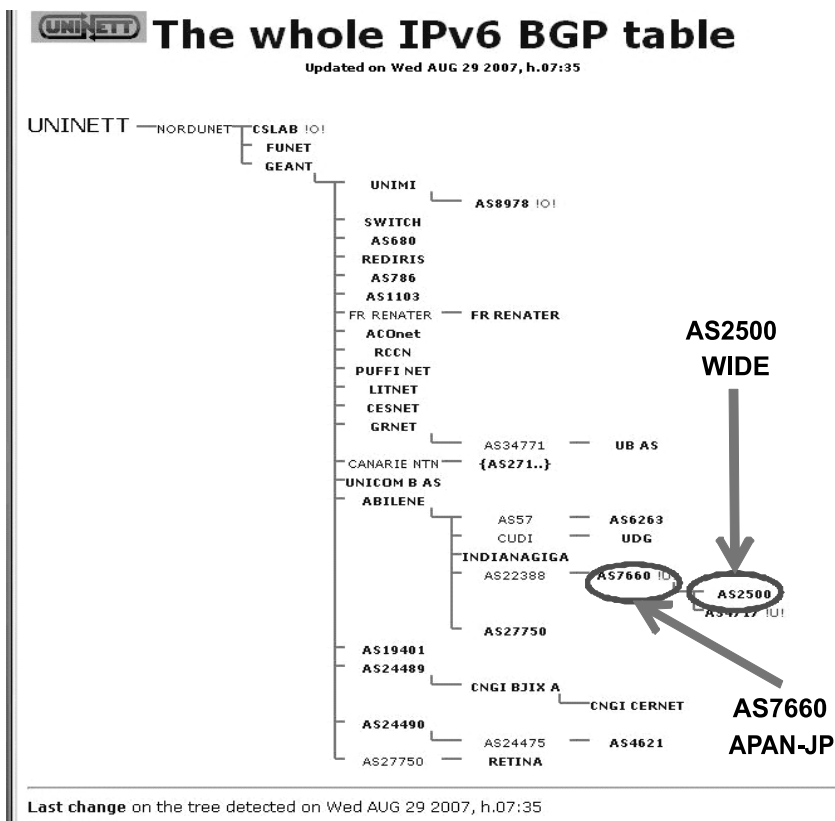 UNINETT The whole IPv6 BGP table
Updated on Wed AUG 29 2007, h.07:35
UNINETT NORDUNET CSLAB !O!
FUNET
GEANT
UNIMI
AS8978 !O!
SWITCH
AS680
REDIRIS
AS786
AS1103
FR RENATER FR RENATER
ACOnet
RCCN
PUFFI NET
LITNET
CESNET
GRNET
AS34771 UB AS
CANARIE NTN {AS271..}
UNICOM B AS
ABILENE
AS57 AS6263
CUDI UDG
INDIANAGIGA
AS22388 AS7660
AS2500
AS4717 !U!
AS27750
AS19401
AS24489
CNGI BJIX A
CNGI CERNET
AS24490
AS24475 AS4621
AS27750 RETINA
AS2500
WIDE
AS7660
APAN-JP
Last change on the tree detected on Wed AUG 29 2007, h.07:35